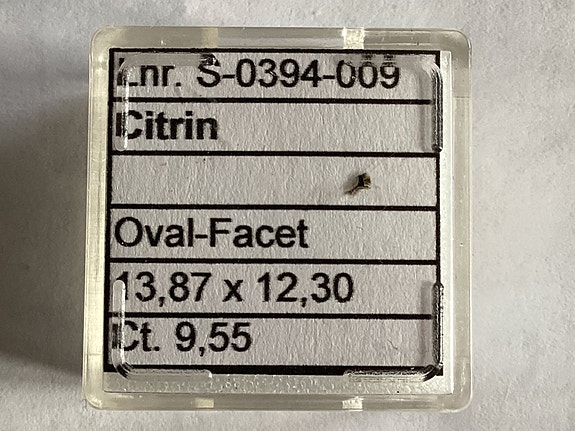 Lnr. S-0394-009
Citrin
Oval-Facet
13,87 x 12,30
Ct. 9,55